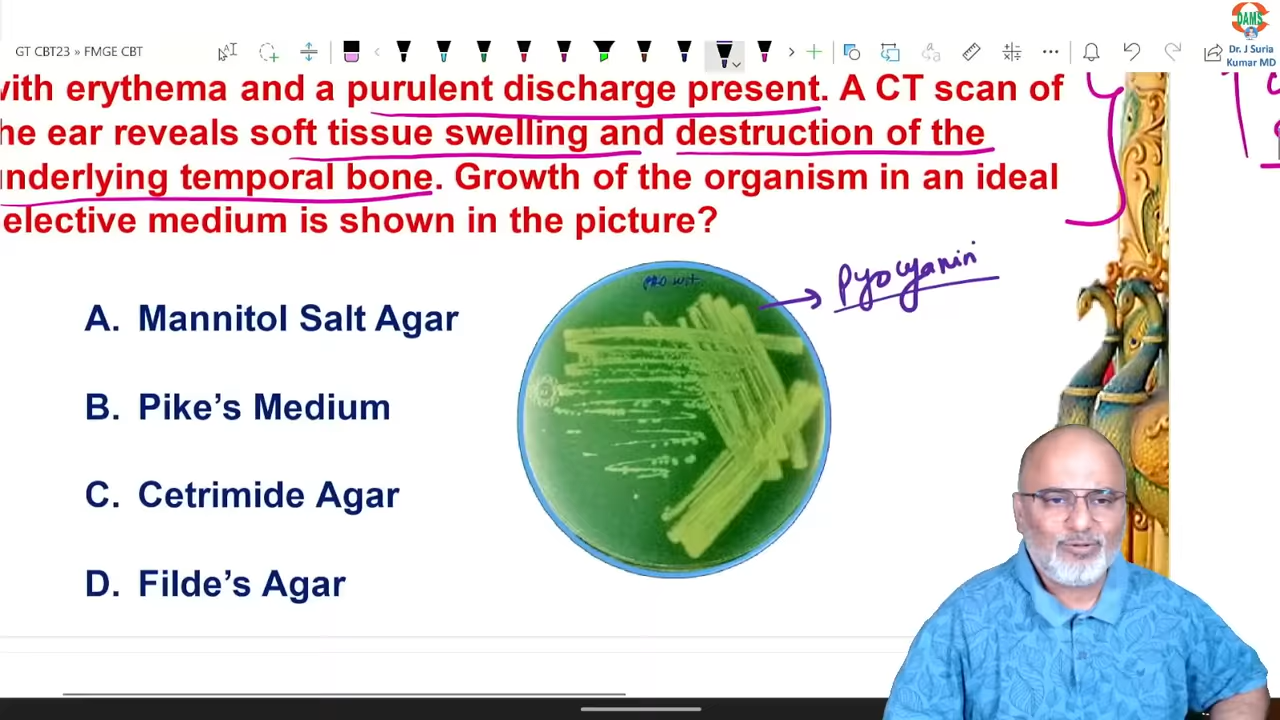 GT CBT23 » FMGE CBT
DAMS
Dr. J Suria
Kumar MD
with erythema and a purulent discharge present. A CT scan of
he ear reveals soft tissue swelling and destruction of the
nderlying temporal bone. Growth of the organism in an ideal
elective medium is shown in the picture?
Pyocyanin
A. Mannitol Salt Agar
B. Pike’s Medium
C. Cetrimide Agar
D. Filde’s Agar